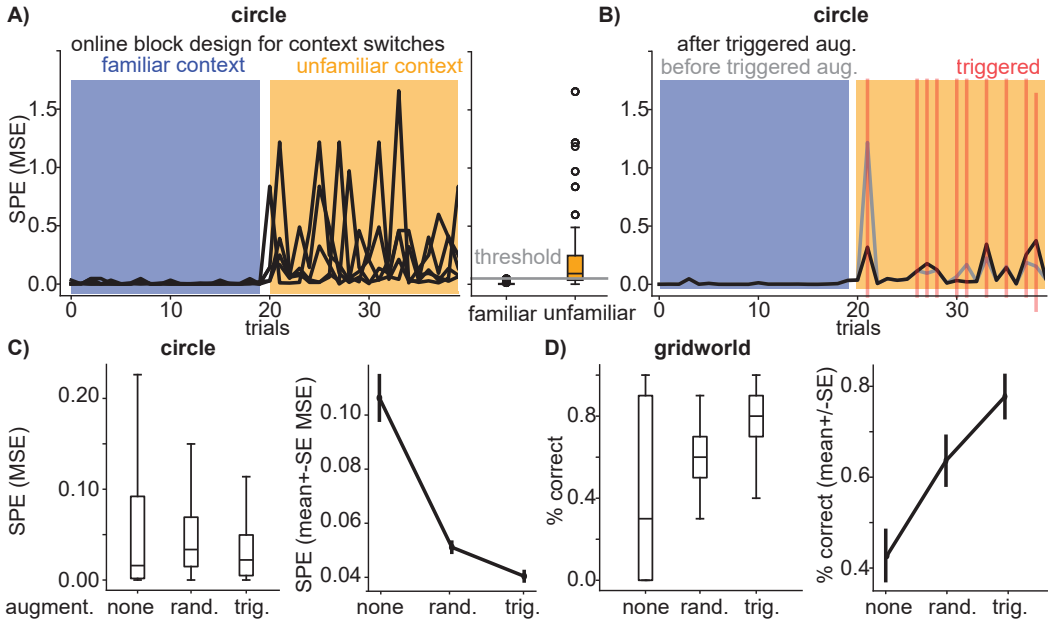 A)
circle
online block design for context switches
familiar context
unfamiliar context
SPE (MSE)
1.5
1.0
0.5
0.0
0
10
20
30
trials
threshold
familiar
unfamiliar
B)
circle
after triggered aug.
before triggered aug.
triggered
SPE (MSE)
1.5
1.0
0.5
0.0
0
10
20
30
trials
C)
circle
SPE (MSE)
0.20
0.10
0.00
augment.
none
rand.
trig.
SPE (mean+-SE MSE)
0.10
0.08
0.06
0.04
none
rand.
trig.
D)
gridworld
% correct
0.8
0.4
0.0
none
rand.
trig.
% correct (mean+/-SE)
0.8
0.6
0.4
none
rand.
trig.